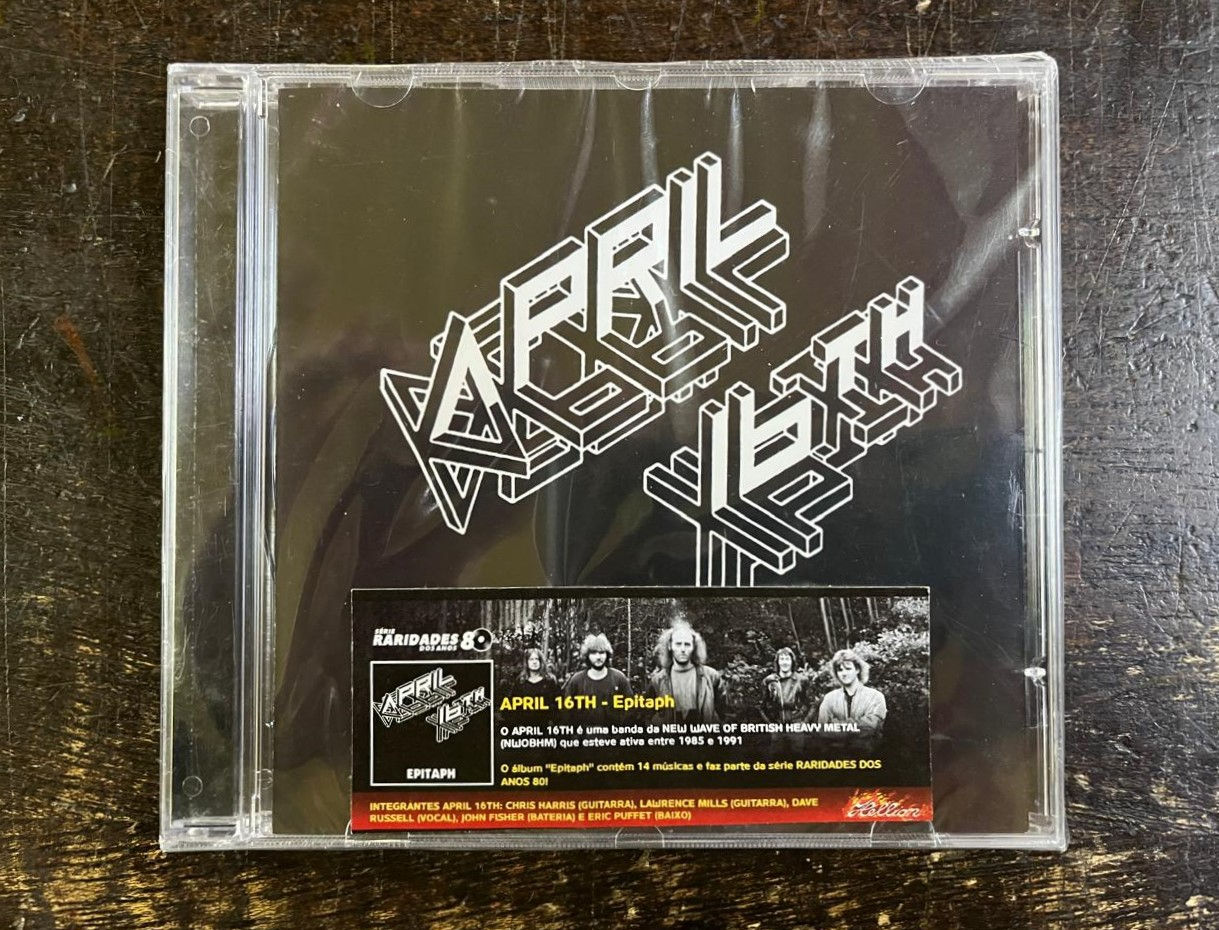 APRIL
16TH
SÉRIE
RARIDADES 80
DOS ANOS
APRIL
16TH
EPITAPH
APRIL 16TH - Epitaph
O APRIL 16TH é uma banda da NEW WAVE OF BRITISH HEAVY METAL
(NWOBHM) que esteve ativa entre 1985 e 1991
O álbum "Epitaph" contém 14 músicas e faz parte da série RARIDADES DOS
ANOS 80!
INTEGRANTES APRIL 16TH: CHRIS HARRIS (GUITARRA), LAWRENCE MILLS (GUITARRA), DAVE
RUSSELL (VOCAL), JOHN FISHER (BATERIA) E ERIC PUFFET (BAIXO)
Hellion